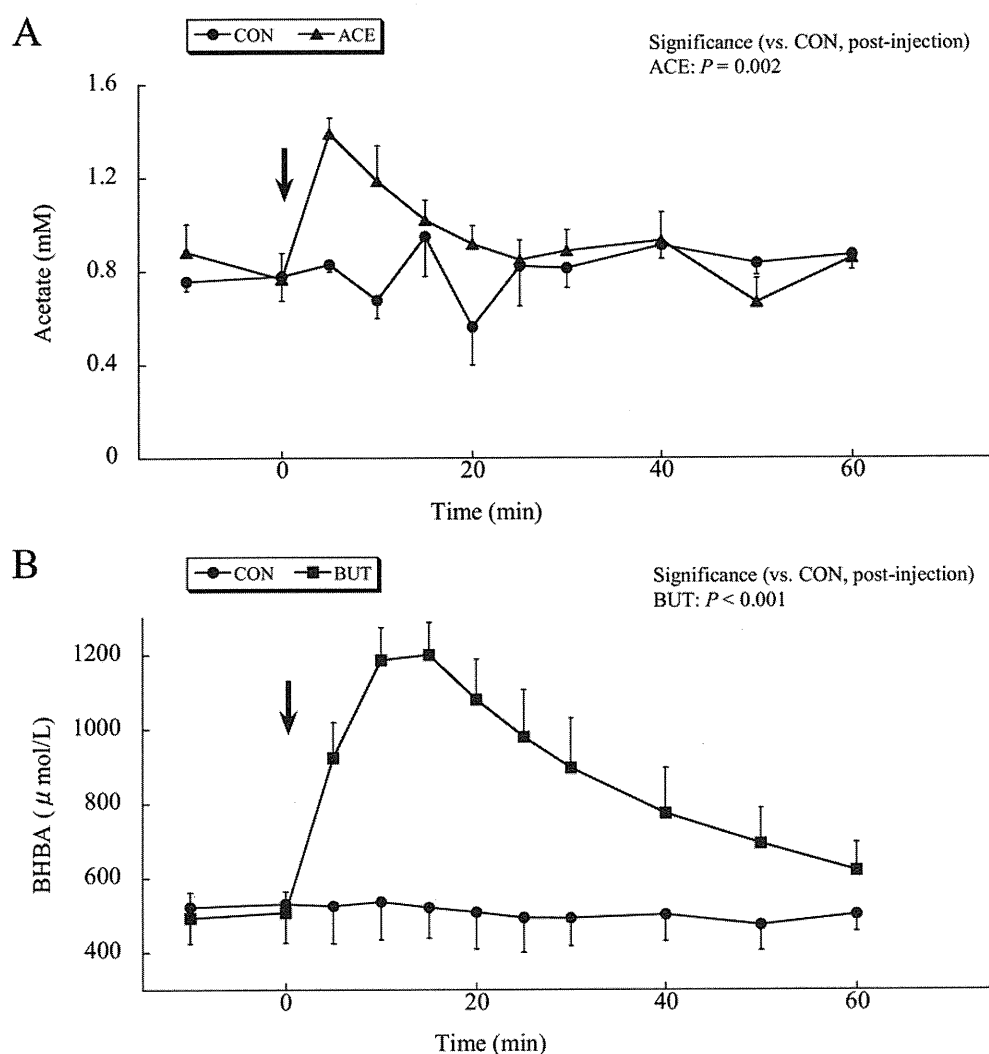 A
CON ACE
Significance (vs. CON, post-injection)
ACE: P = 0.002
1.6
1.2
0.8
0.4
0
Acetate (mM)
0 20 40 60
Time (min)
B
CON BUT
Significance (vs. CON, post-injection)
BUT: P < 0.001
1200
1000
800
600
400
BHBA (μ mol/L)
0 20 40 60
Time (min)